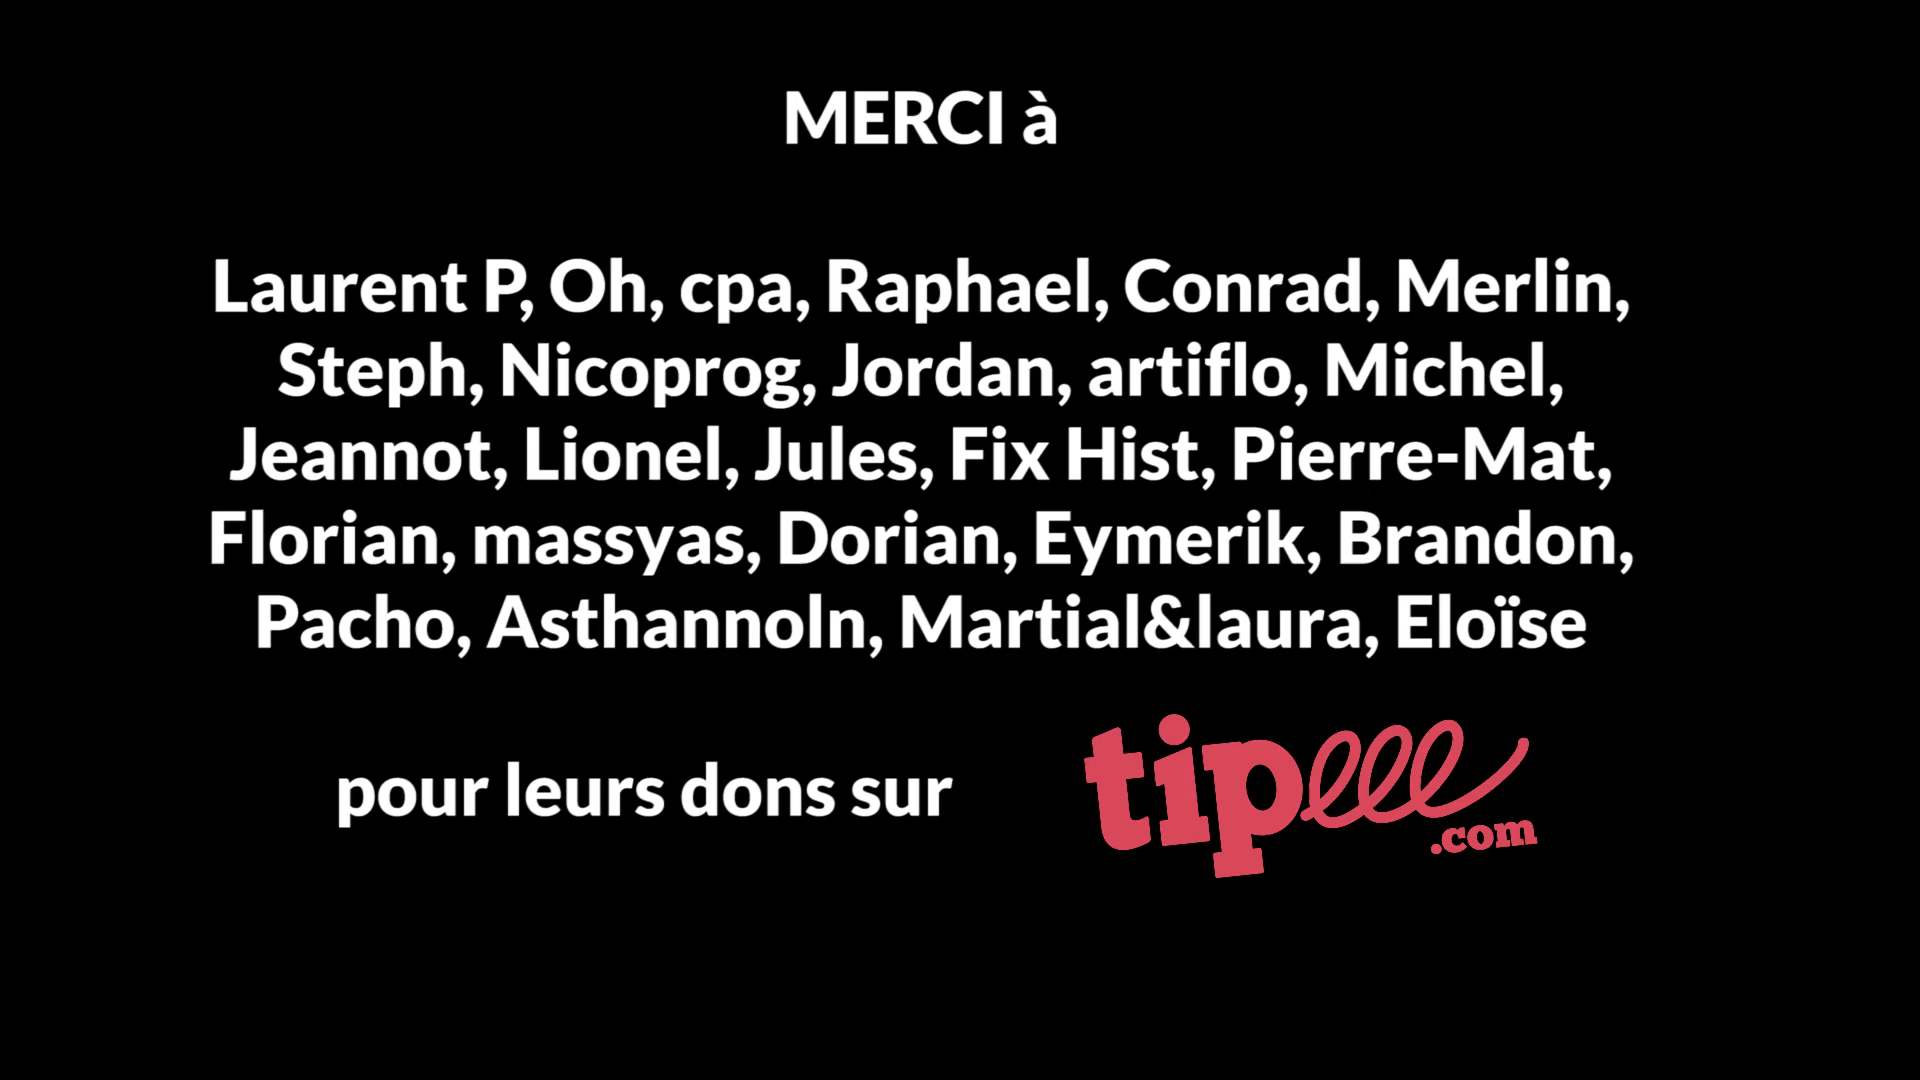 MERCI à
Laurent P, Oh, cpa, Raphael, Conrad, Merlin,
Steph, Nicoprog, Jordan, artiflo, Michel,
Jeannot, Lionel, Jules, Fix Hist, Pierre-Mat,
Florian, massyas, Dorian, Eymerik, Brandon,
Pacho, Asthannoln, Martial&laura, Eloïse
pour leurs dons sur tipeee
.com